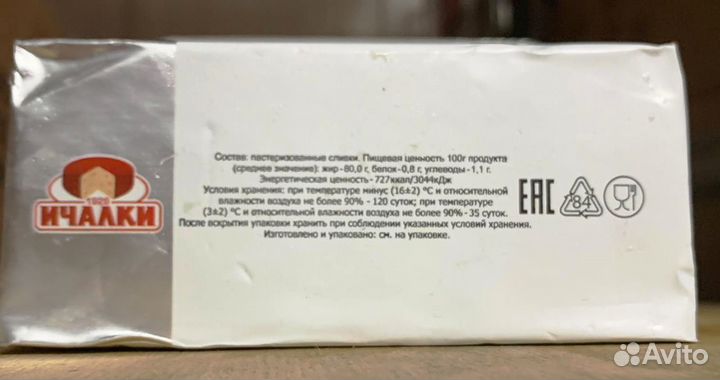 1928
ИЧАЛКИ
Состав: пастеризованные сливки. Пищевая ценность 100г продукта
(среднее значение): жир-80,0 г, белок-0,8 г, углеводы-1,1 г.
Энергетическая ценность -727ккал/3044кДж
Условия хранения: при температуре минус (16±2) °С и относительной
влажности воздуха не более 90% - 120 суток; при температуре
(3±2) °С и относительной влажности воздуха не более 90% - 35 суток.
После вскрытия упаковки хранить при соблюдении указанных условий хранения.
Изготовлено и упаковано: см. на упаковке.
ЕАС
84
Avito